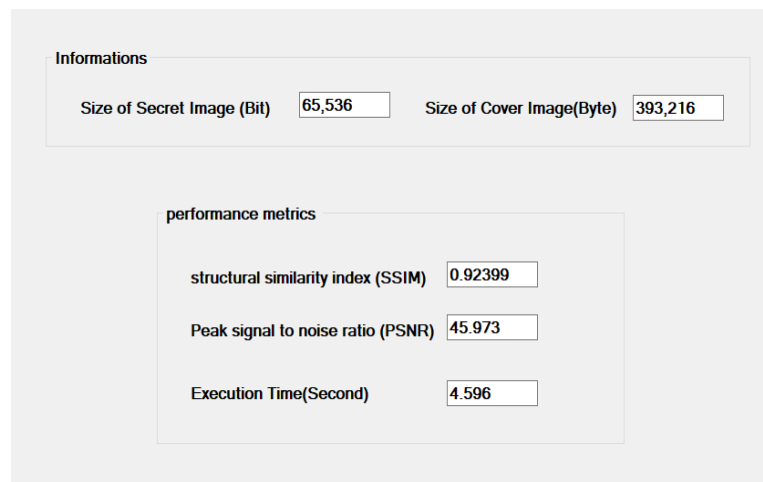 Informations
Size of Secret Image (Bit) 65,536 Size of Cover Image(Byte) 393,216
performance metrics
structural similarity index (SSIM) 0.92399
Peak signal to noise ratio (PSNR) 45.973
Execution Time(Second) 4.596